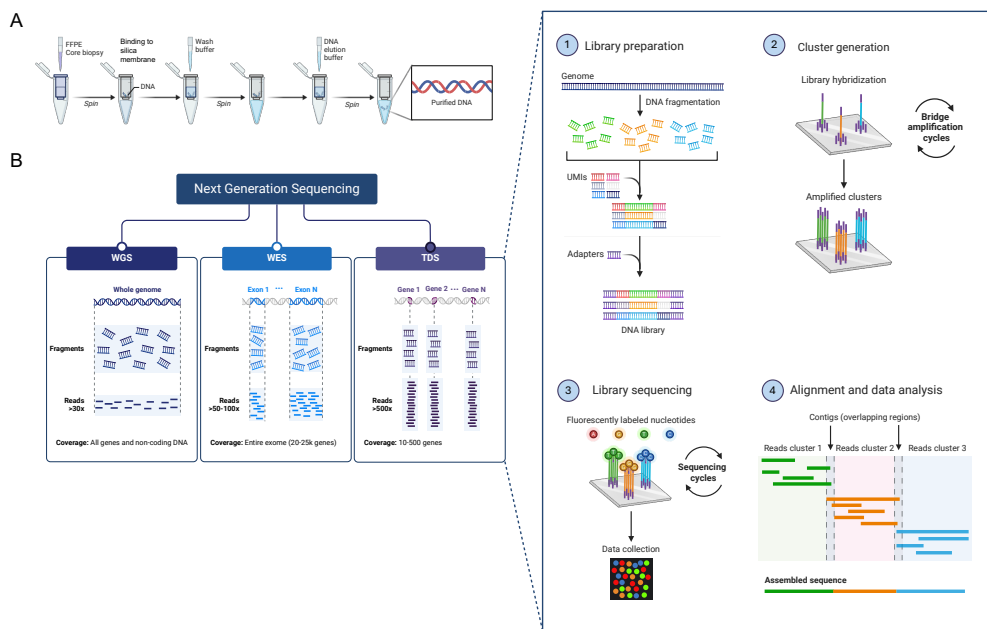 A
FFPE
Core biopsy
Binding to
silica
membrane
DNA
Wash
buffer
DNA
elution
buffer
Spin
Spin
Spin
Spin
Purified DNA
B
Next Generation Sequencing
WGS
Whole genome
Fragments
Reads
>30x
Coverage: All genes and non-coding DNA
WES
Exon 1 ... Exon N
Fragments
Reads
>50-100x
Coverage: Entire exome (20-25k genes)
TDS
Gene 1 Gene 2 ... Gene N
Fragments
Reads
>500x
Coverage: 10-500 genes
1 Library preparation
Genome
DNA fragmentation
UMIs
Adapters
DNA library
2 Cluster generation
Library hybridization
Bridge
amplification
cycles
Amplified clusters
3 Library sequencing
Fluorescently labeled nucleotides
Sequencing
cycles
Data collection
4 Alignment and data analysis
Contigs (overlapping regions)
Reads cluster 1 Reads cluster 2 Reads cluster 3
Assembled sequence